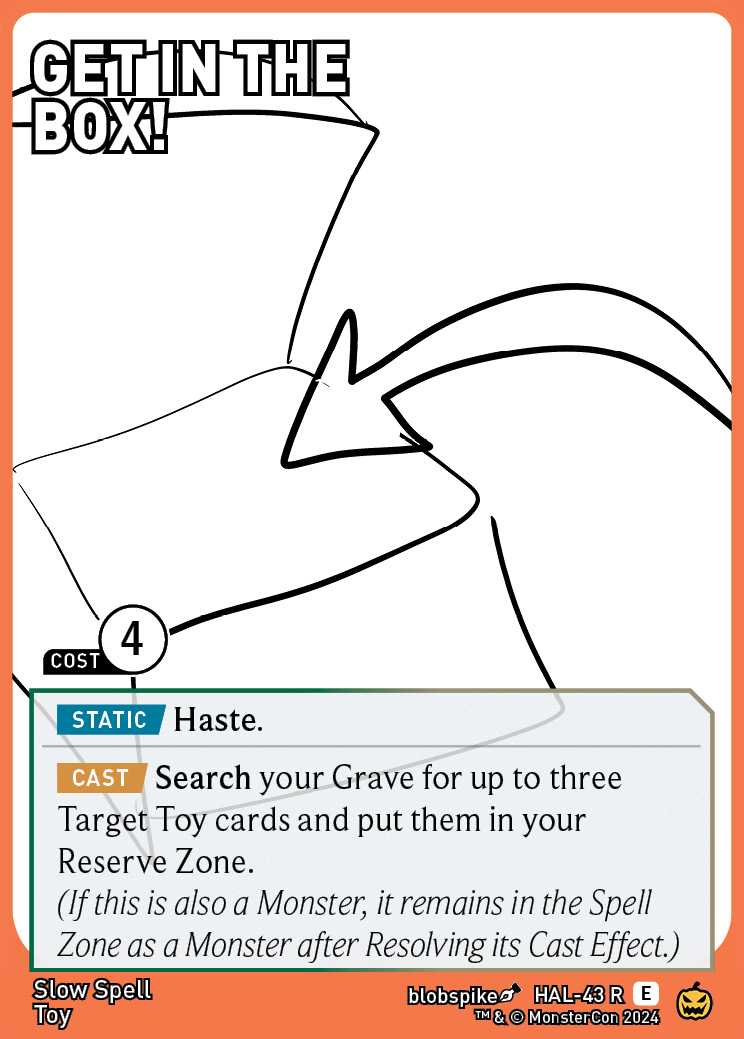 GET IN THE
BOX!
COST 4
STATIC Haste.
CAST Search your Grave for up to three
Target Toy cards and put them in your
Reserve Zone.
(If this is also a Monster, it remains in the Spell
Zone as a Monster after Resolving its Cast Effect.)
Slow Spell
Toy
blobspike HAL-43 R E
™ & © MonsterCon 2024